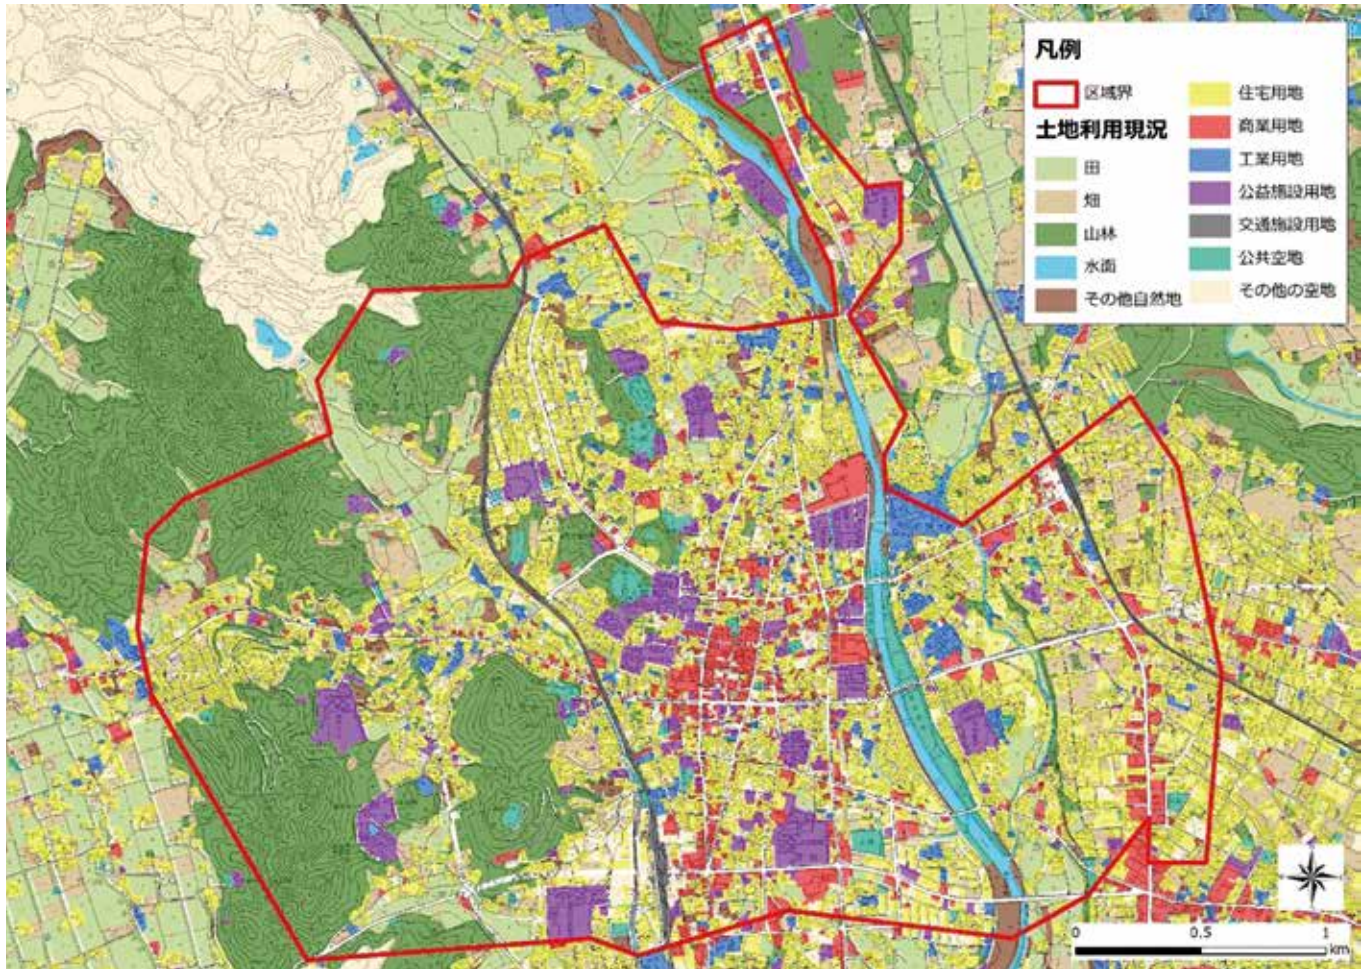 凡例
区域界
土地利用現況
田
畑
山林
水面
その他自然地
住宅用地
商業用地
工業用地
公益施設用地
交通施設用地
公共空地
その他の空地
0 0.5 1
km